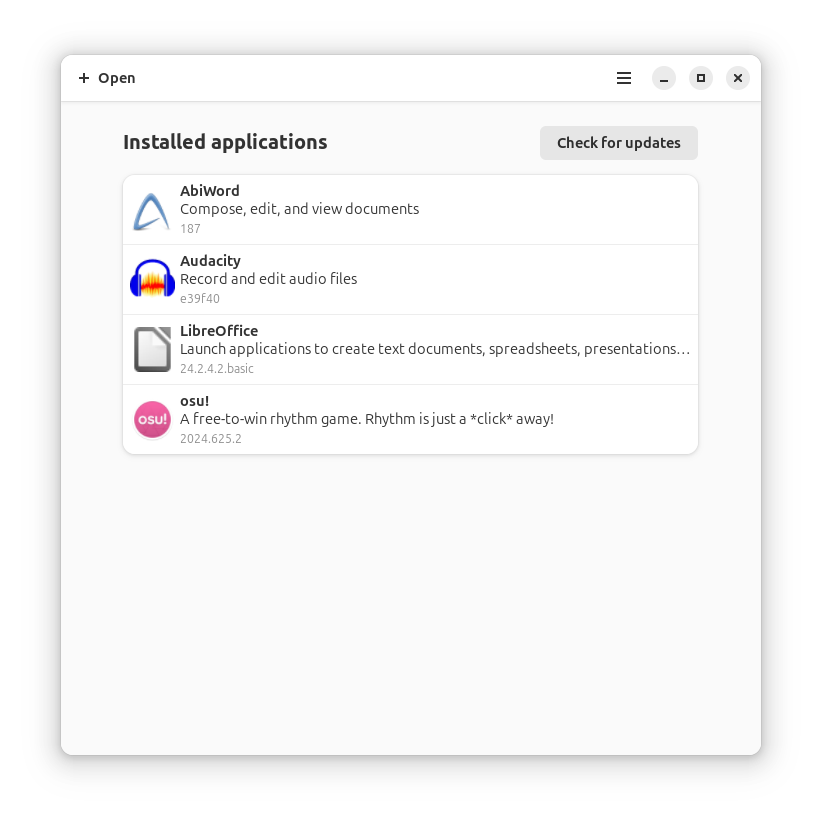 Open
Installed applications
Check for updates
AbiWord
Compose, edit, and view documents
187
Audacity
Record and edit audio files
e39f40
LibreOffice
Launch applications to create text documents, spreadsheets, presentations…
24.2.4.2.basic
osu!
osu!
A free-to-win rhythm game. Rhythm is just a *click* away!
2024.625.2